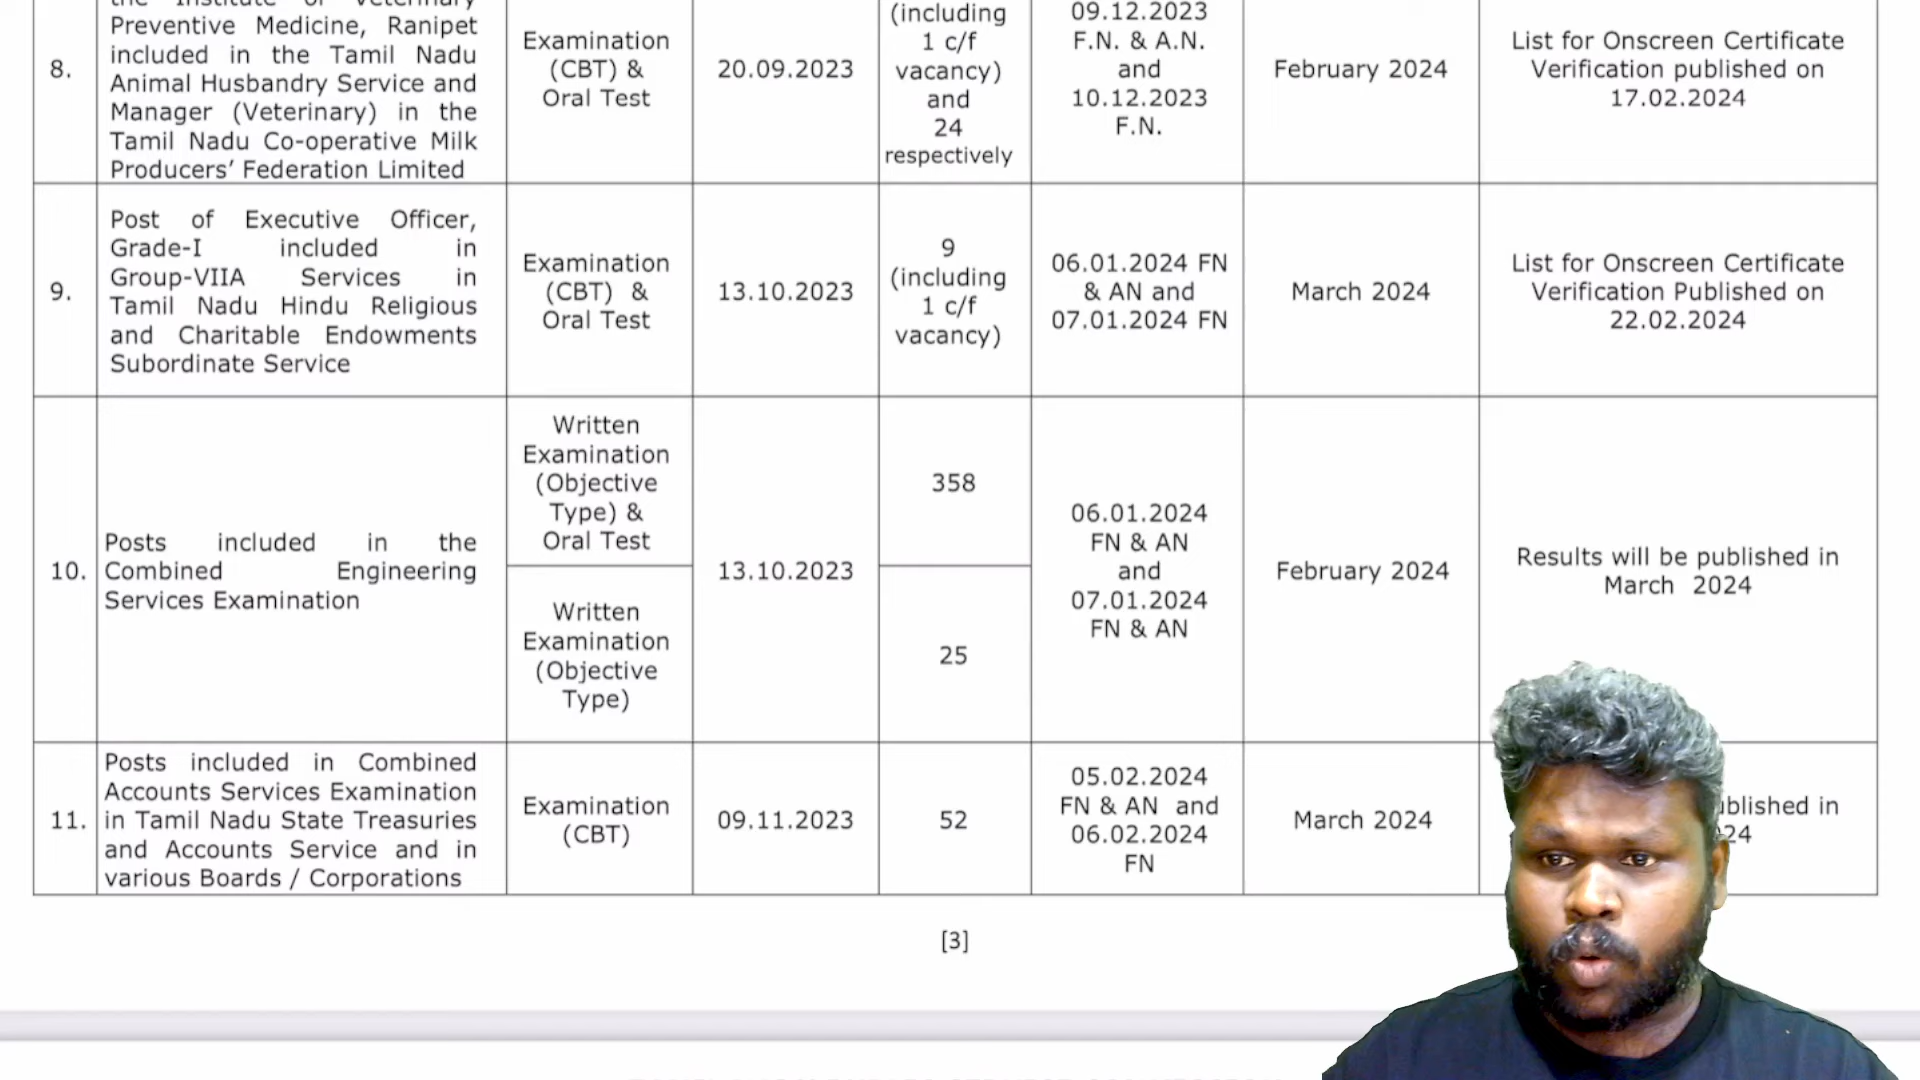 Preventive Medicine, Ranipet
included in the Tamil Nadu
Animal Husbandry Service and
Manager (Veterinary) in the
Tamil Nadu Co-operative Milk
Producers’ Federation Limited
8.
Examination
(CBT) &
Oral Test
20.09.2023
(including
1 c/f
vacancy)
and
24
respectively
09.12.2023
F.N. & A.N.
and
10.12.2023
F.N.
February 2024
List for Onscreen Certificate
Verification published on
17.02.2024
9.
Post of Executive Officer,
Grade-I included in
Group-VIIA Services in
Tamil Nadu Hindu Religious
and Charitable Endowments
Subordinate Service
Examination
(CBT) &
Oral Test
13.10.2023
9
(including
1 c/f
vacancy)
06.01.2024 FN
& AN and
07.01.2024 FN
March 2024
List for Onscreen Certificate
Verification Published on
22.02.2024
10.
Posts included in the
Combined Engineering
Services Examination
Written
Examination
(Objective
Type) &
Oral Test
Written
Examination
(Objective
Type)
13.10.2023
358
25
06.01.2024
FN & AN
and
07.01.2024
FN & AN
February 2024
Results will be published in
March 2024
11.
Posts included in Combined
Accounts Services Examination
in Tamil Nadu State Treasuries
and Accounts Service and in
various Boards / Corporations
Examination
(CBT)
09.11.2023
52
05.02.2024
FN & AN and
06.02.2024
FN
March 2024
in
[3]